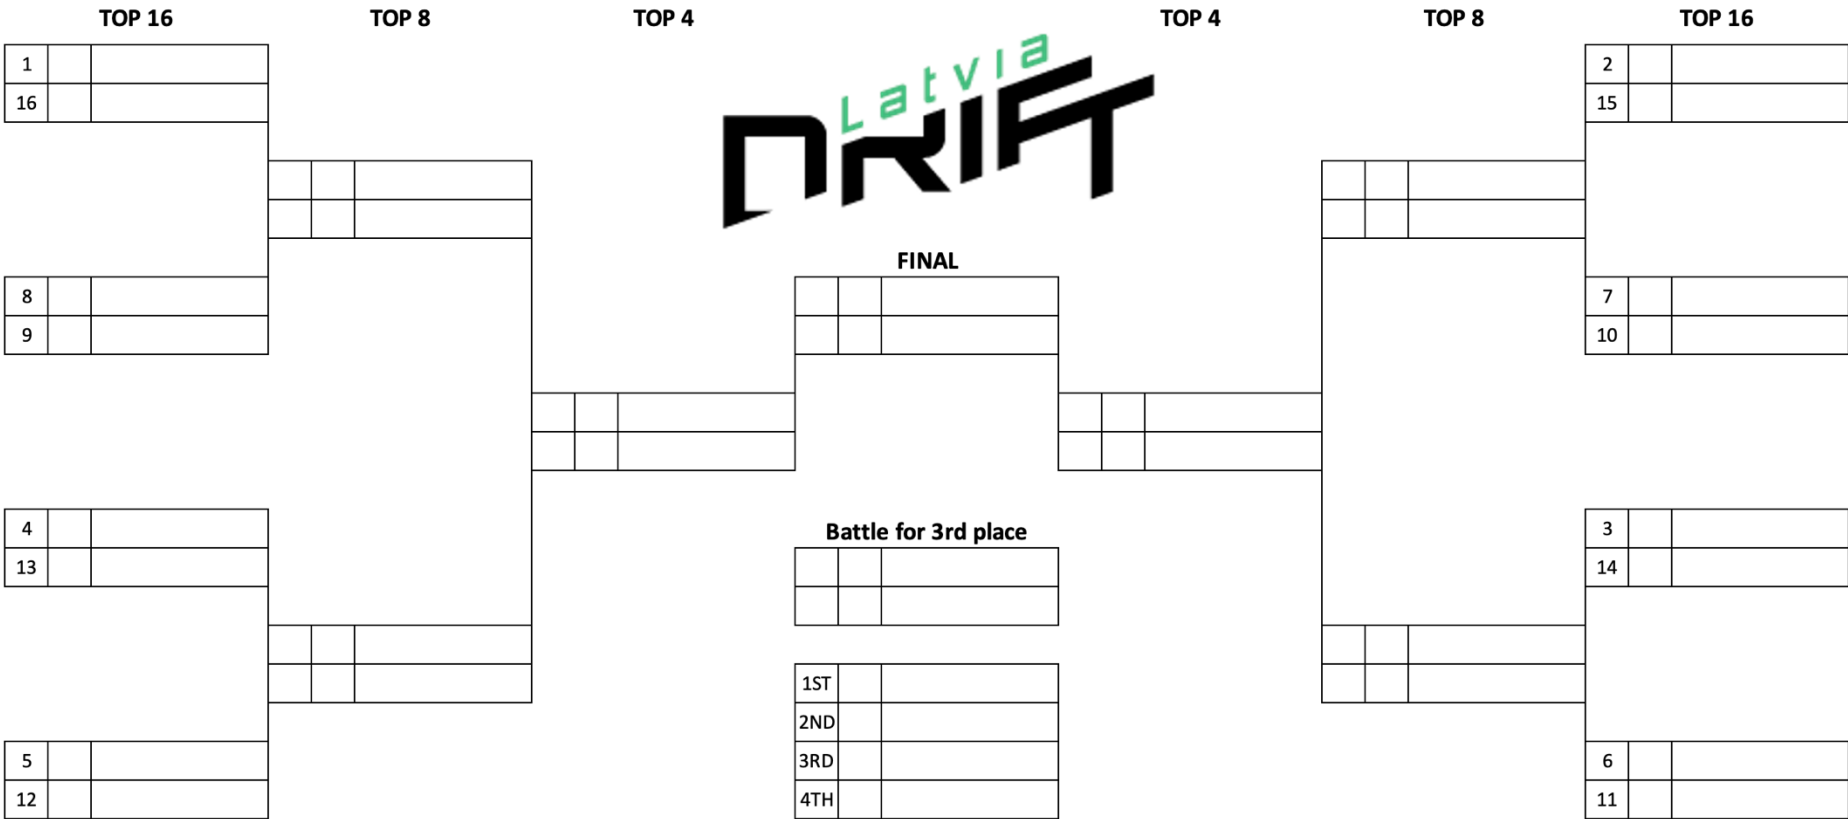 TOP 16 TOP 8 TOP 4 TOP 4 TOP 8 TOP 16
Latvia
DRIFT
1 2
16 15
FINAL
8 7
9 10
4 3
Battle for 3rd place
13 14
1ST
2ND
5 3RD 6
12 4TH 11